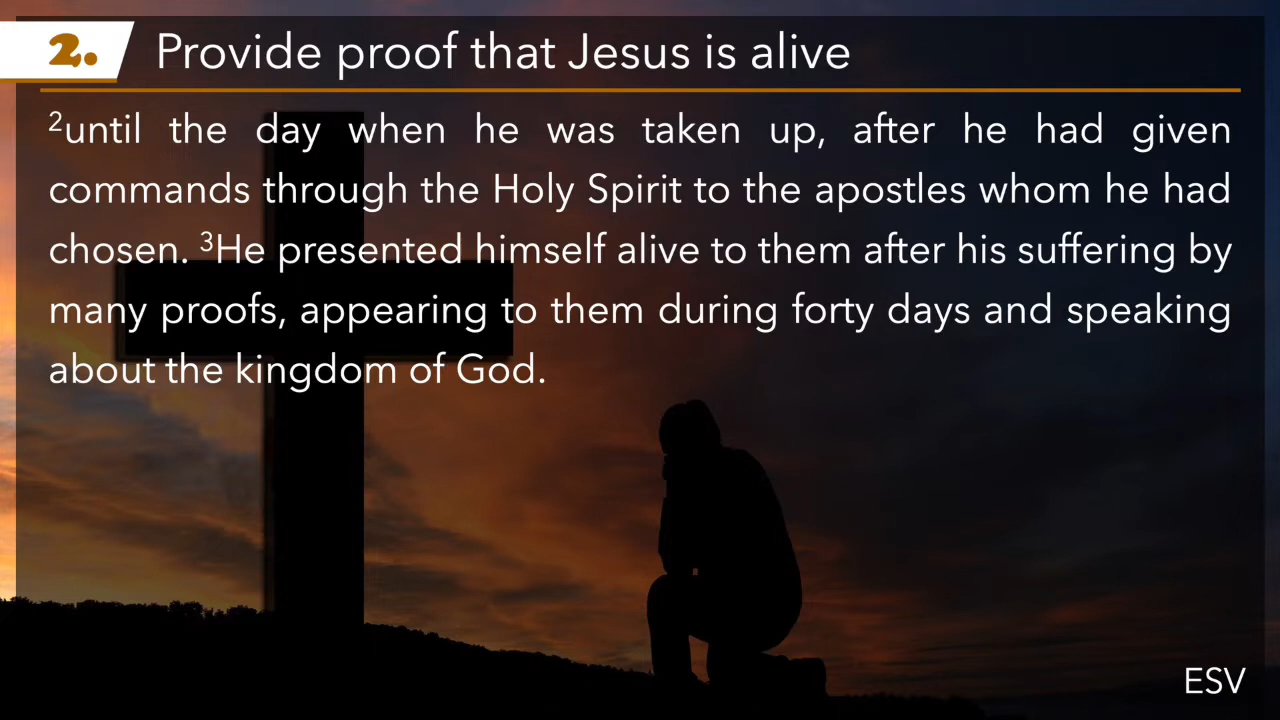 2. Provide proof that Jesus is alive
²until the day when he was taken up, after he had given
commands through the Holy Spirit to the apostles whom he had
chosen. ³He presented himself alive to them after his suffering by
many proofs, appearing to them during forty days and speaking
about the kingdom of God.
ESV